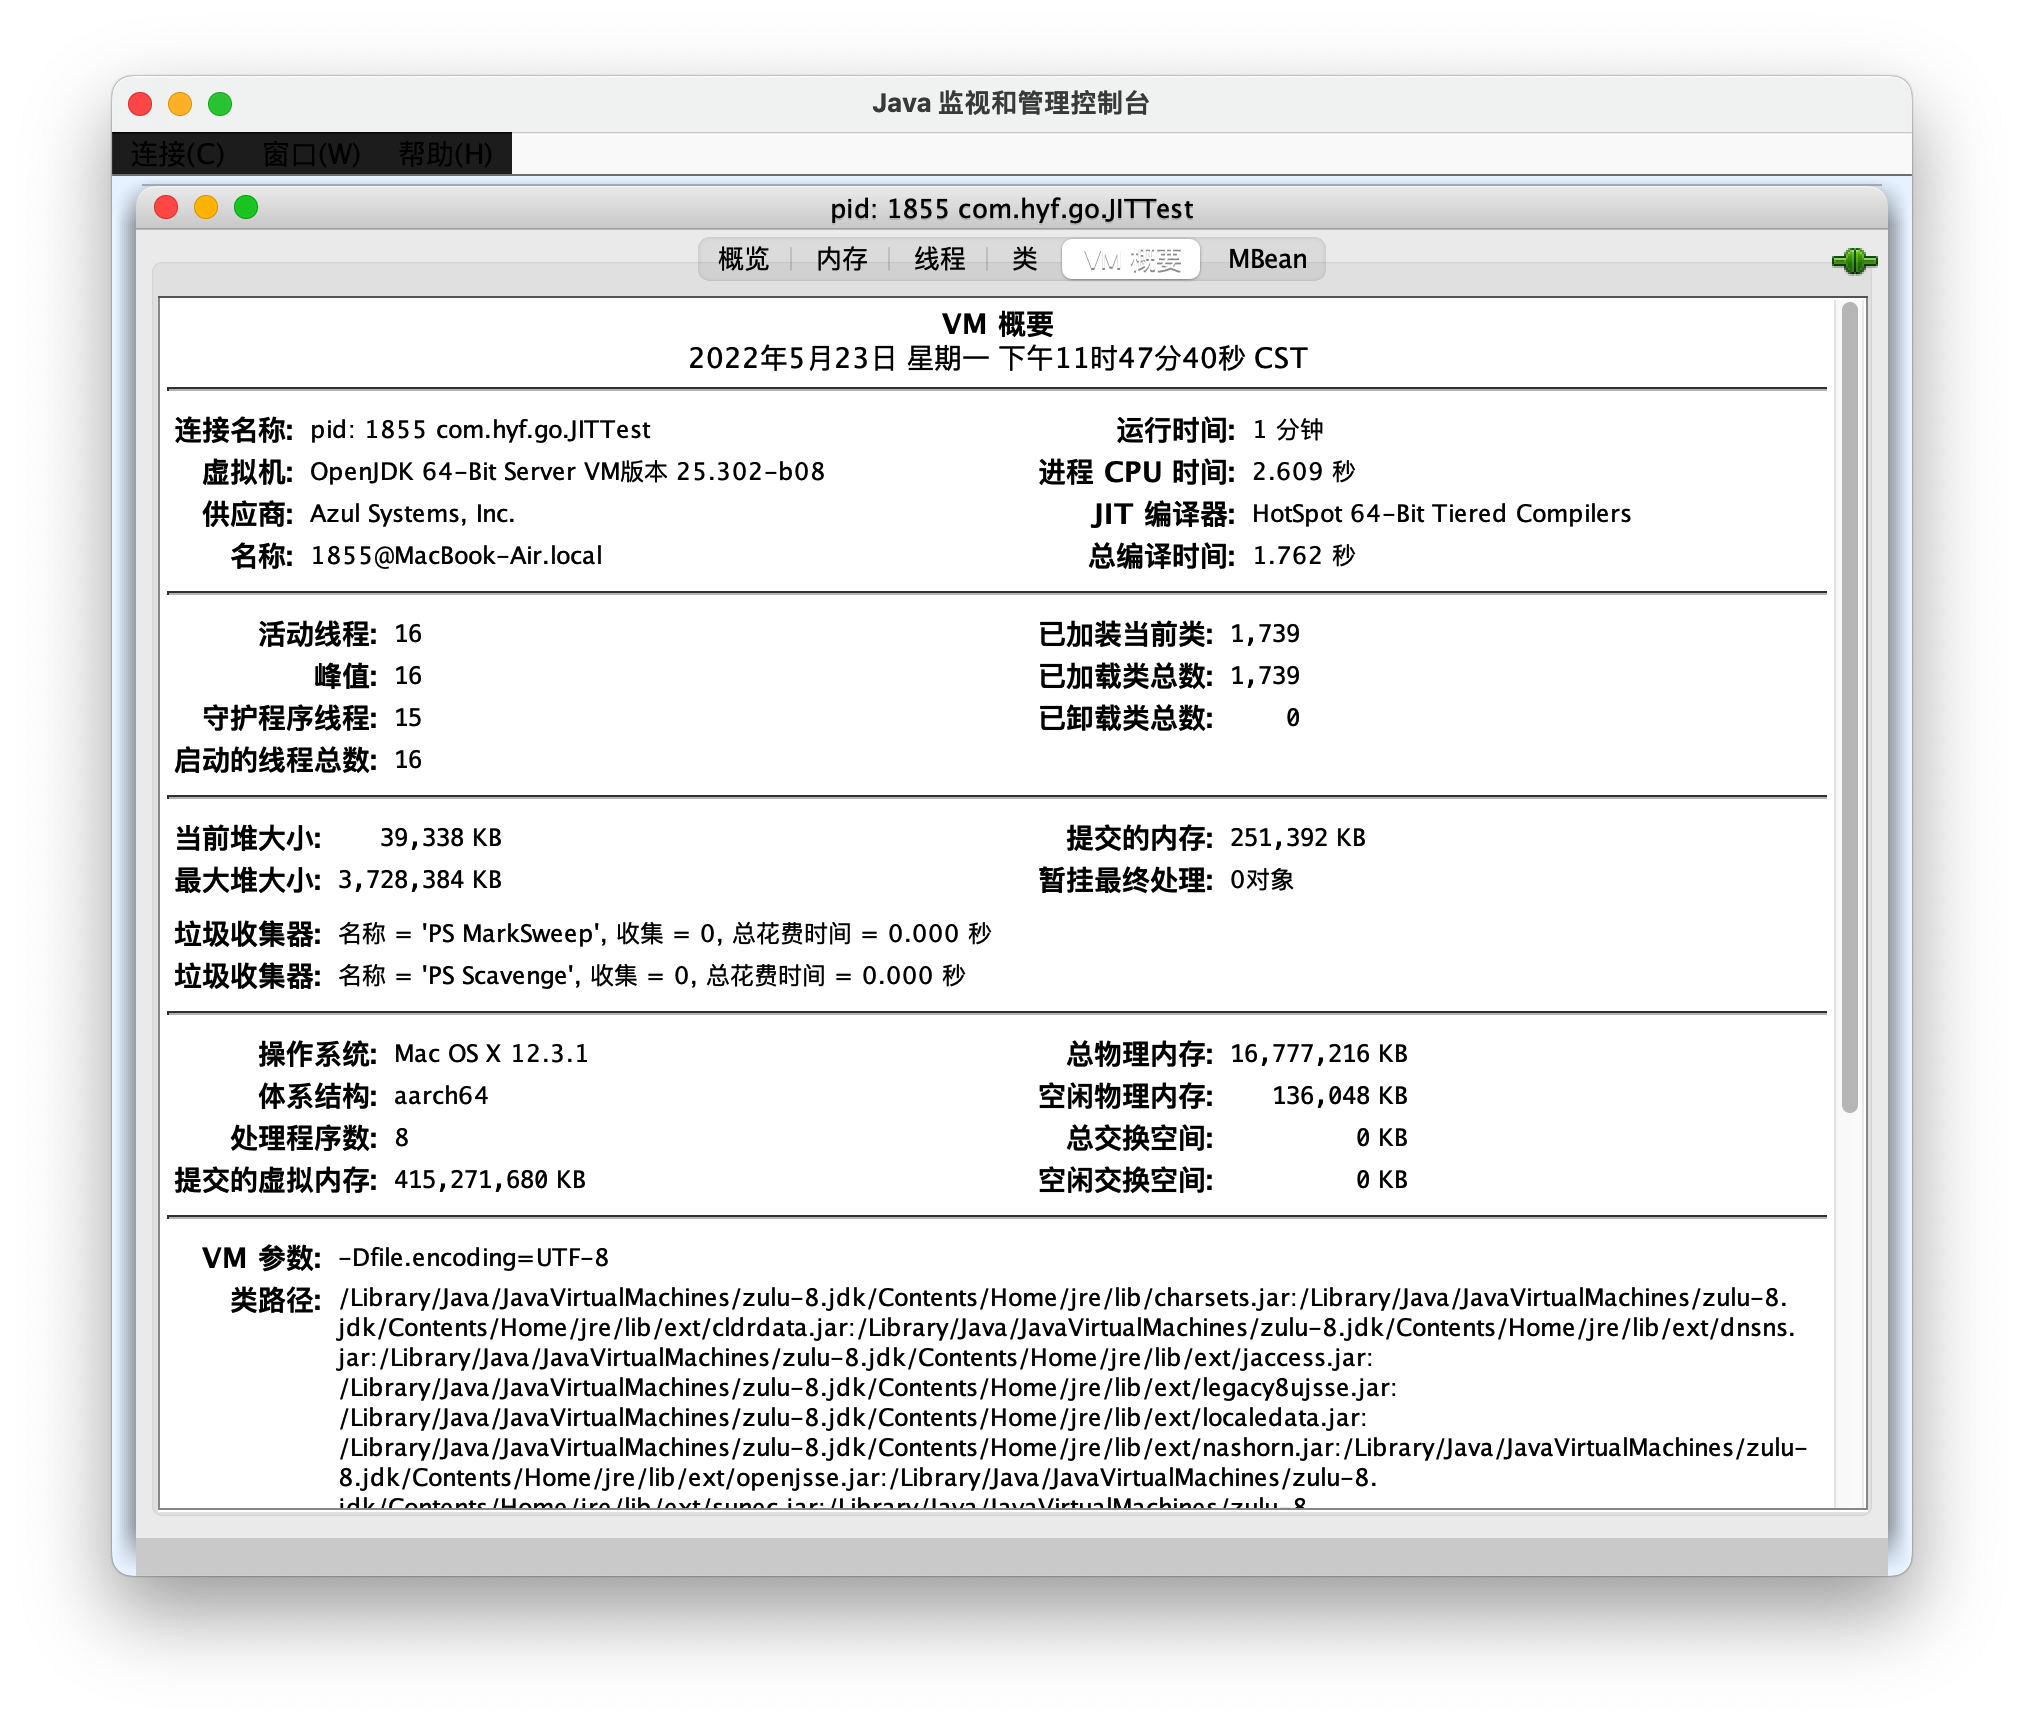 Java 监视和管理控制台
连接(C) 窗口(W) 帮助(H)
pid: 1855 com.hyf.go.JITTest
概览 内存 线程 类 VM 概要 MBean
VM 概要
2022年5月23日 星期一 下午11时47分40秒 CST
连接名称: pid: 1855 com.hyf.go.JITTest 运行时间: 1 分钟
虚拟机: OpenJDK 64-Bit Server VM版本 25.302-b08 进程 CPU 时间: 2.609 秒
供应商: Azul Systems, Inc. JIT 编译器: HotSpot 64-Bit Tiered Compilers
名称: 1855@MacBook-Air.local 总编译时间: 1.762 秒
活动线程: 16 已加装当前类: 1,739
峰值: 16 已加载类总数: 1,739
守护程序线程: 15 已卸载类总数: 0
启动的线程总数: 16
当前堆大小: 39,338 KB 提交的内存: 251,392 KB
最大堆大小: 3,728,384 KB 暂挂最终处理: 0对象
垃圾收集器: 名称 = 'PS MarkSweep', 收集 = 0, 总花费时间 = 0.000 秒
垃圾收集器: 名称 = 'PS Scavenge', 收集 = 0, 总花费时间 = 0.000 秒
操作系统: Mac OS X 12.3.1 总物理内存: 16,777,216 KB
体系结构: aarch64 空闲物理内存: 136,048 KB
处理程序数: 8 总交换空间: 0 KB
提交的虚拟内存: 415,271,680 KB 空闲交换空间: 0 KB
VM 参数: -Dfile.encoding=UTF-8
类路径: /Library/Java/JavaVirtualMachines/zulu-8.jdk/Contents/Home/jre/lib/charsets.jar:/Library/Java/JavaVirtualMachines/zulu-8.
jdk/Contents/Home/jre/lib/ext/cldrdata.jar:/Library/Java/JavaVirtualMachines/zulu-8.jdk/Contents/Home/jre/lib/ext/dnsns.
jar:/Library/Java/JavaVirtualMachines/zulu-8.jdk/Contents/Home/jre/lib/ext/jaccess.jar:
/Library/Java/JavaVirtualMachines/zulu-8.jdk/Contents/Home/jre/lib/ext/legacy8ujsse.jar:
/Library/Java/JavaVirtualMachines/zulu-8.jdk/Contents/Home/jre/lib/ext/localedata.jar:
/Library/Java/JavaVirtualMachines/zulu-8.jdk/Contents/Home/jre/lib/ext/nashorn.jar:/Library/Java/JavaVirtualMachines/zulu-
8.jdk/Contents/Home/jre/lib/ext/openjsse.jar:/Library/Java/JavaVirtualMachines/zulu-8.
jdk/Contents/Home/jre/lib/ext/sunec.jar:/Library/Java/JavaVirtualMachines/zulu-8